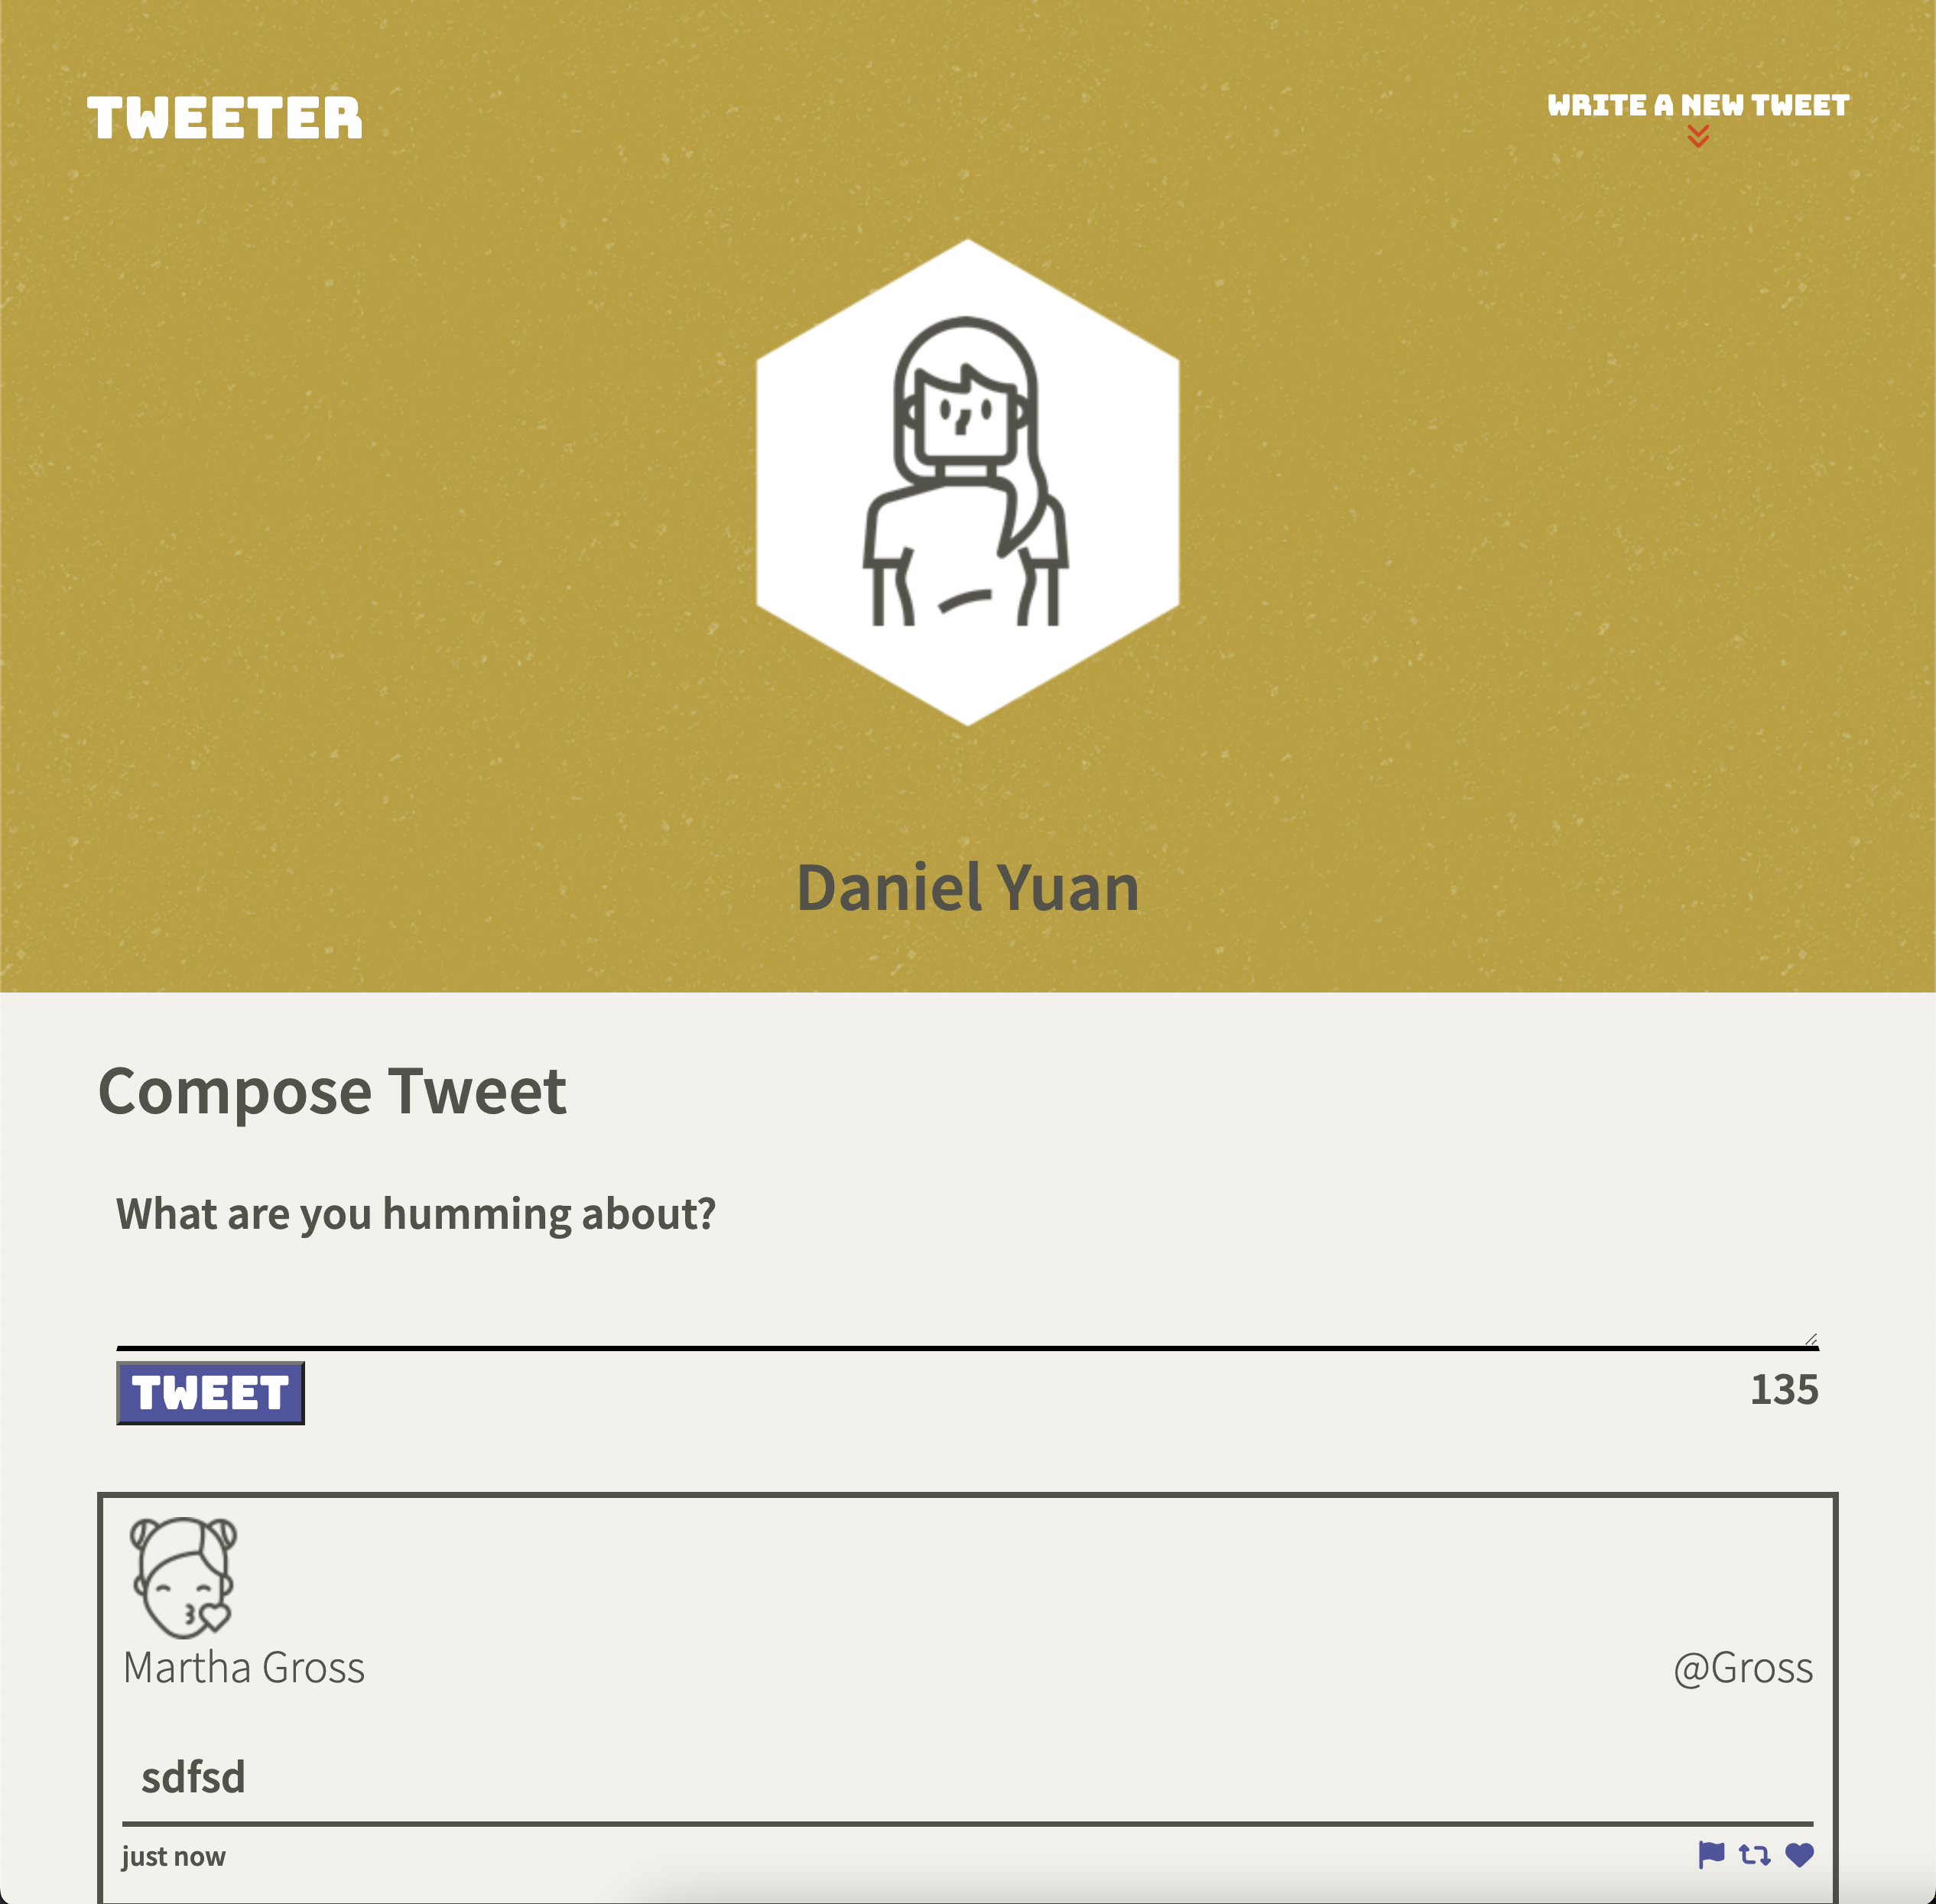 TWEETER
WRITE A NEW TWEET
Daniel Yuan
Compose Tweet
What are you humming about?
TWEET
135
Martha Gross
@Gross
sdfsd
just now